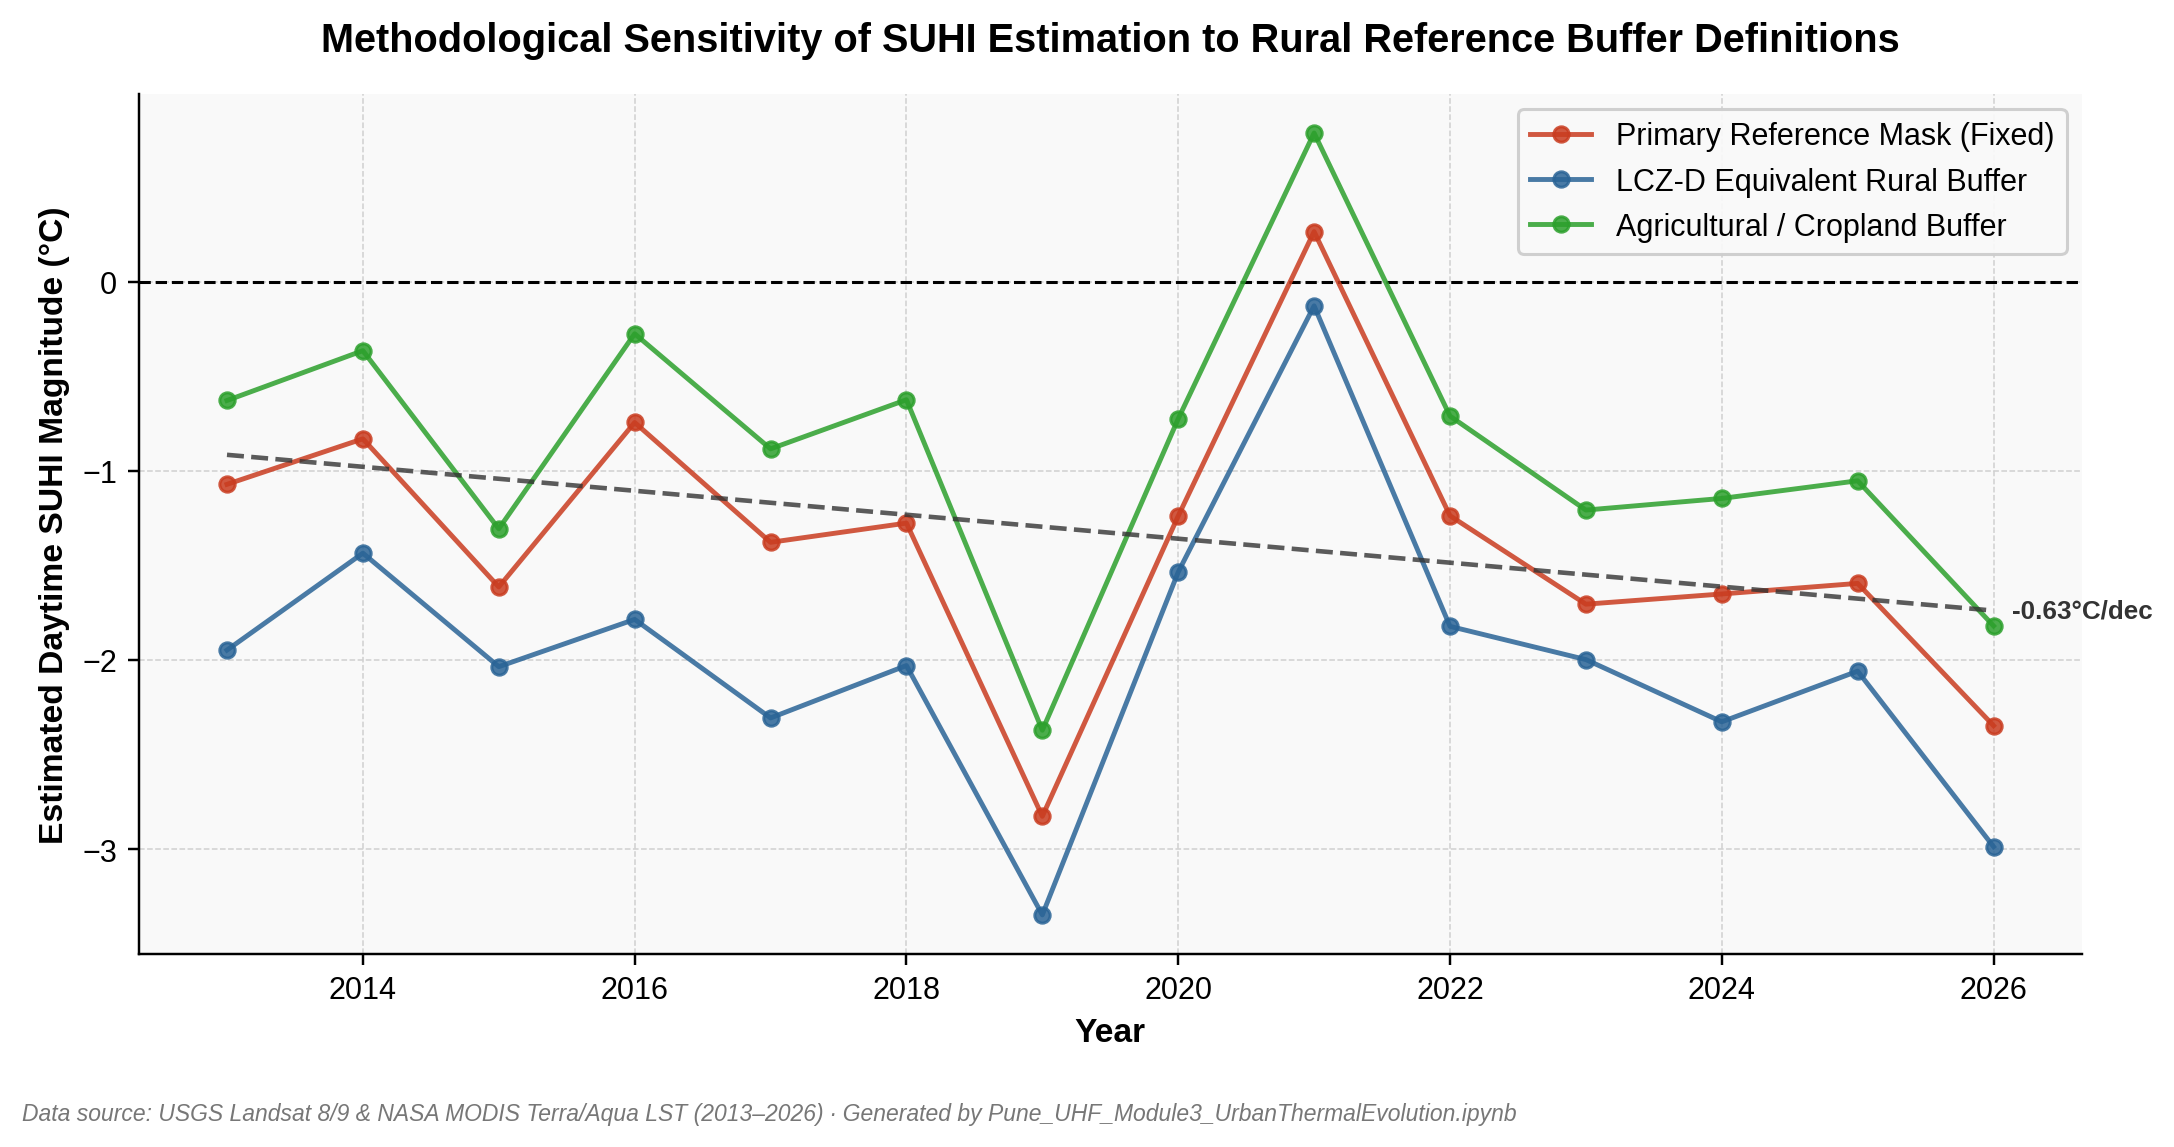 Methodological Sensitivity of SUHI Estimation to Rural Reference Buffer Definitions
Primary Reference Mask (Fixed)
LCZ-D Equivalent Rural Buffer
Agricultural / Cropland Buffer
Estimated Daytime SUHI Magnitude (°C)
0
−1
−2
−3
-0.63°C/dec
2014 2016 2018 2020 2022 2024 2026
Year
Data source: USGS Landsat 8/9 & NASA MODIS Terra/Aqua LST (2013–2026) · Generated by Pune_UHF_Module3_UrbanThermalEvolution.ipynb